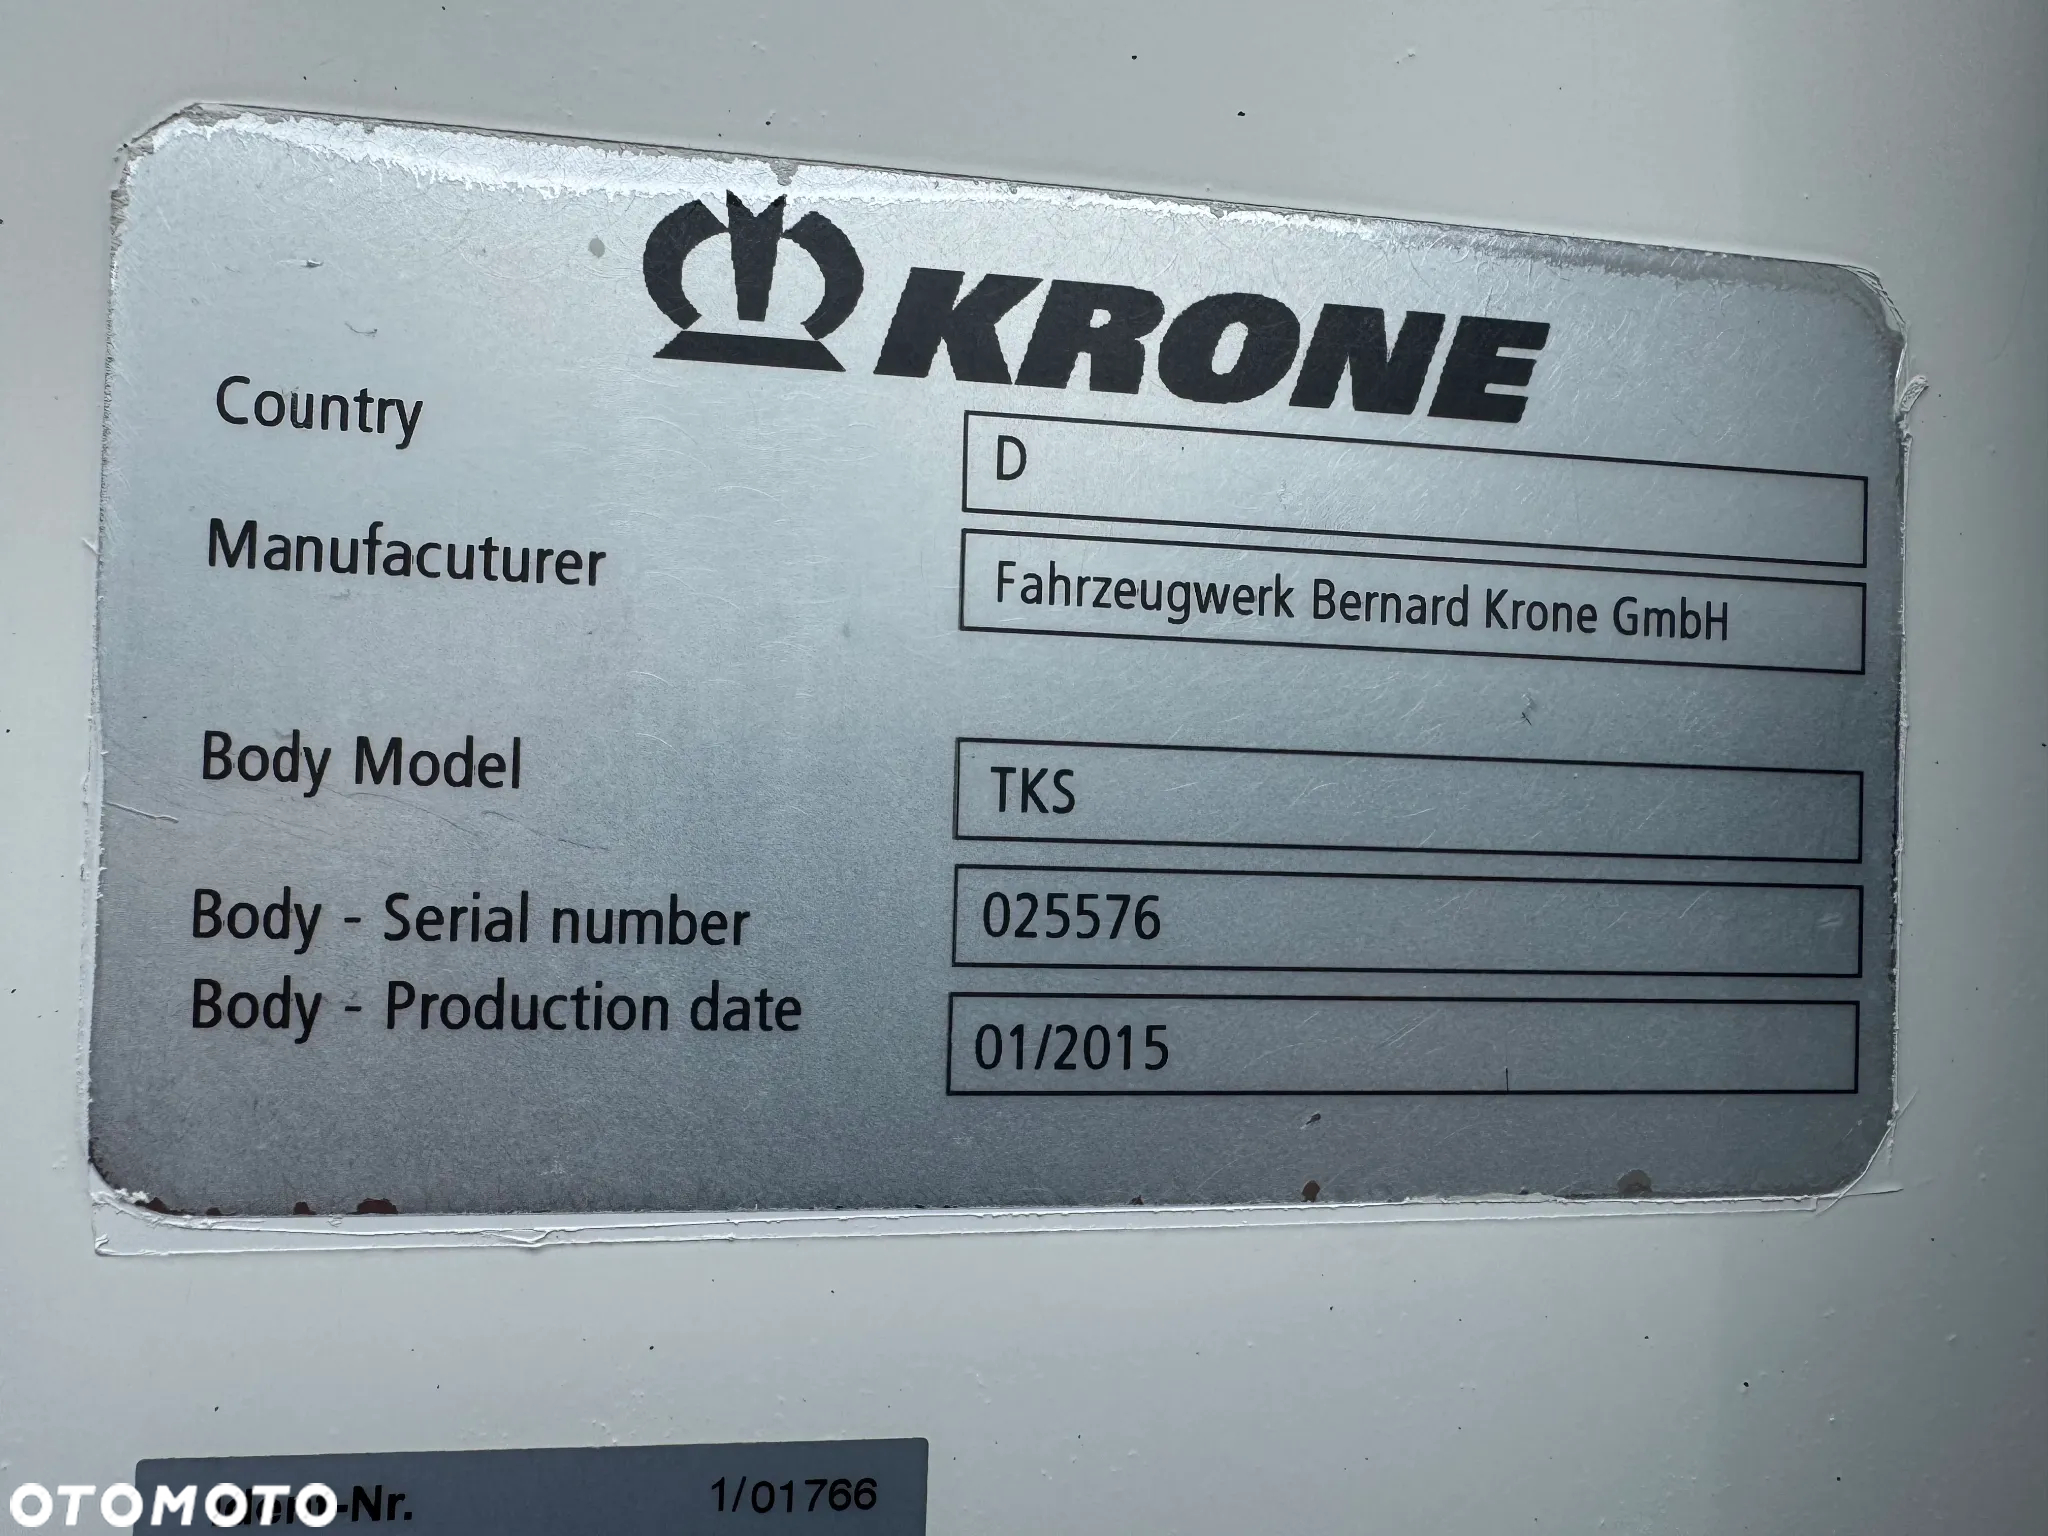 KRONE
Country D
Manufacuturer Fahrzeugwerk Bernard Krone GmbH
Body Model TKS
Body - Serial number 025576
Body - Production date 01/2015
Ident-Nr. 1/01766
OTOMOTO